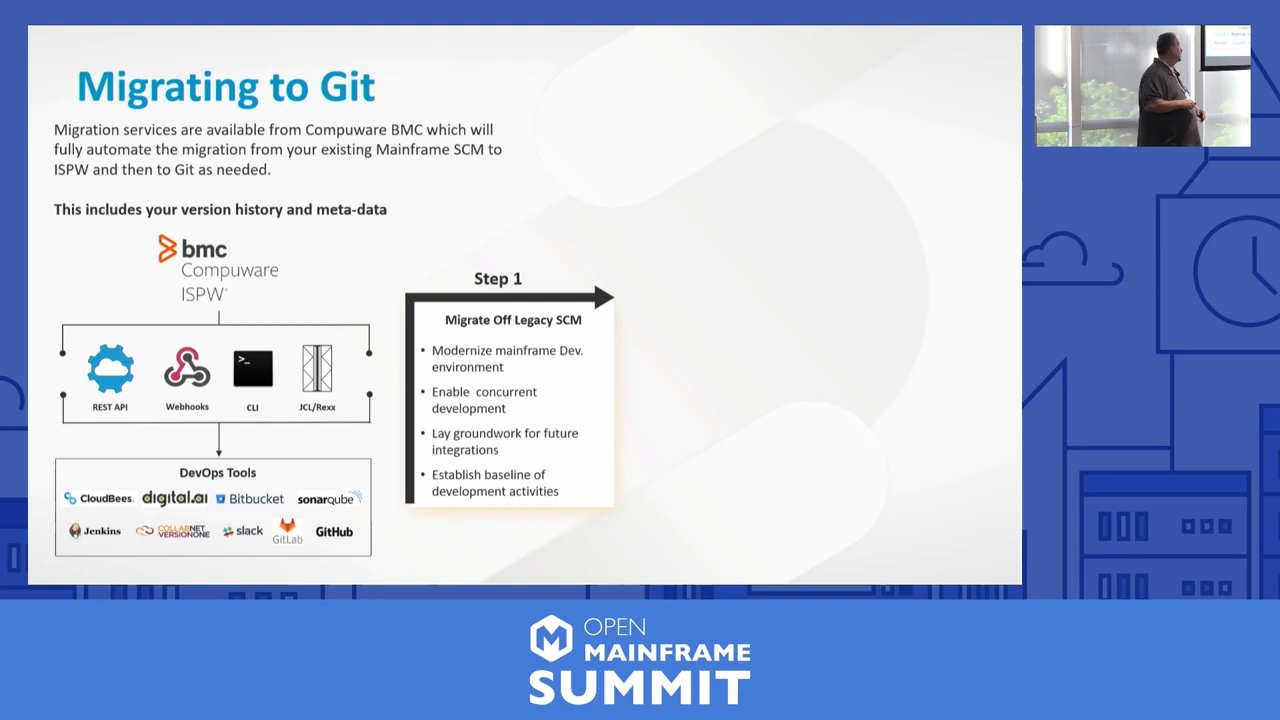 Migrating to Git
Migration services are available from Compuware BMC which will
fully automate the migration from your existing Mainframe SCM to
ISPW and then to Git as needed.
This includes your version history and meta-data
bmc
Compuware
ISPW®
REST API
Webhooks
>_
CLI
JCL/Rexx
DevOps Tools
CloudBees.
digital.ai
Bitbucket
sonarqube
Jenkins
COLLABNET
VERSIONONE
slack
GitLab
GitHub
Step 1
Migrate Off Legacy SCM
• Modernize mainframe Dev.
environment
• Enable concurrent
development
• Lay groundwork for future
integrations
• Establish baseline of
development activities
OPEN
MAINFRAME
SUMMIT